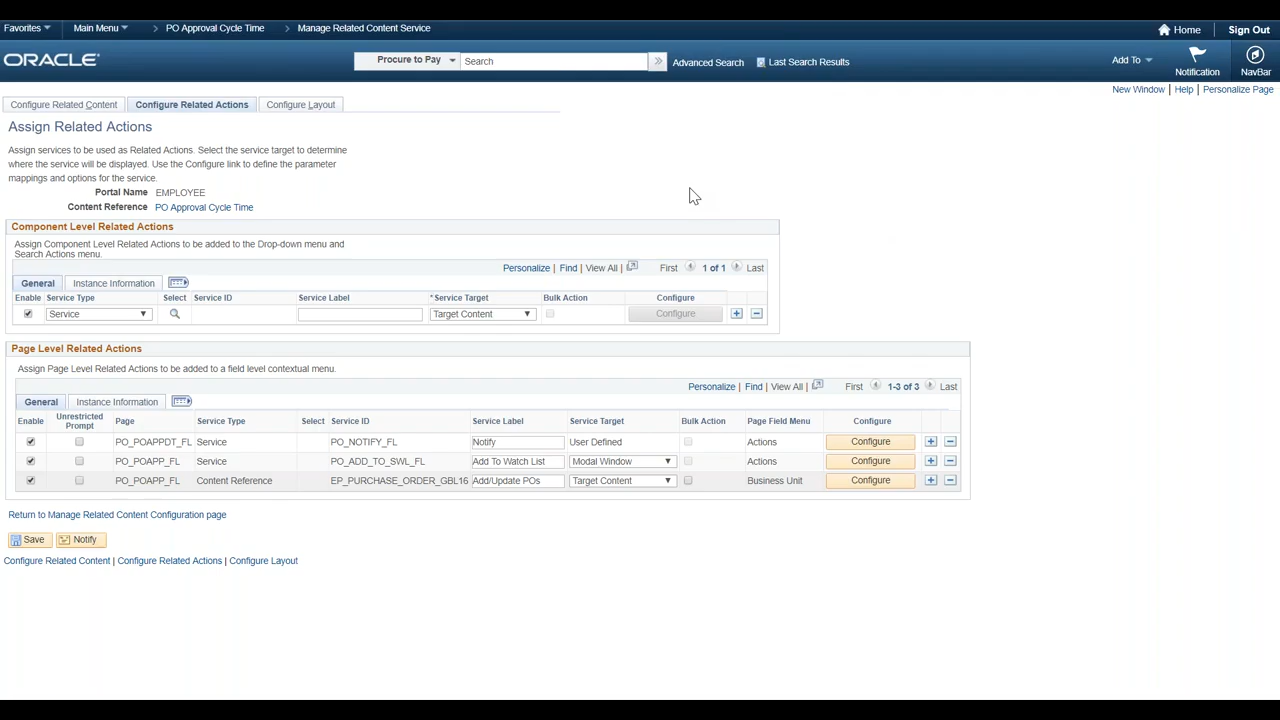 Favorites Main Menu > PO Approval Cycle Time > Manage Related Content Service Home Sign Out
ORACLE® Procure to Pay Search » Advanced Search Last Search Results Add To Notification NavBar
New Window | Help | Personalize Page
Configure Related Content Configure Related Actions Configure Layout
Assign Related Actions
Assign services to be used as Related Actions. Select the service target to determine
where the service will be displayed. Use the Configure link to define the parameter
mappings and options for the service.
Portal Name EMPLOYEE
Content Reference PO Approval Cycle Time
Component Level Related Actions
Assign Component Level Related Actions to be added to the Drop-down menu and
Search Actions menu.
Personalize | Find | View All | First 1 of 1 Last
General Instance Information
Enable Service Type Select Service ID Service Label *Service Target Bulk Action Configure
Service Target Content Configure
Page Level Related Actions
Assign Page Level Related Actions to be added to a field level contextual menu.
Personalize | Find | View All | First 1-3 of 3 Last
General Instance Information
Enable Unrestricted Prompt Page Service Type Select Service ID Service Label Service Target Bulk Action Page Field Menu Configure
PO_POAPPDT_FL Service PO_NOTIFY_FL Notify User Defined Actions Configure
PO_POAPP_FL Service PO_ADD_TO_SWL_FL Add To Watch List Modal Window Actions Configure
PO_POAPP_FL Content Reference EP_PURCHASE_ORDER_GBL16 Add/Update POs Target Content Business Unit Configure
Return to Manage Related Content Configuration page
Save Notify
Configure Related Content | Configure Related Actions | Configure Layout